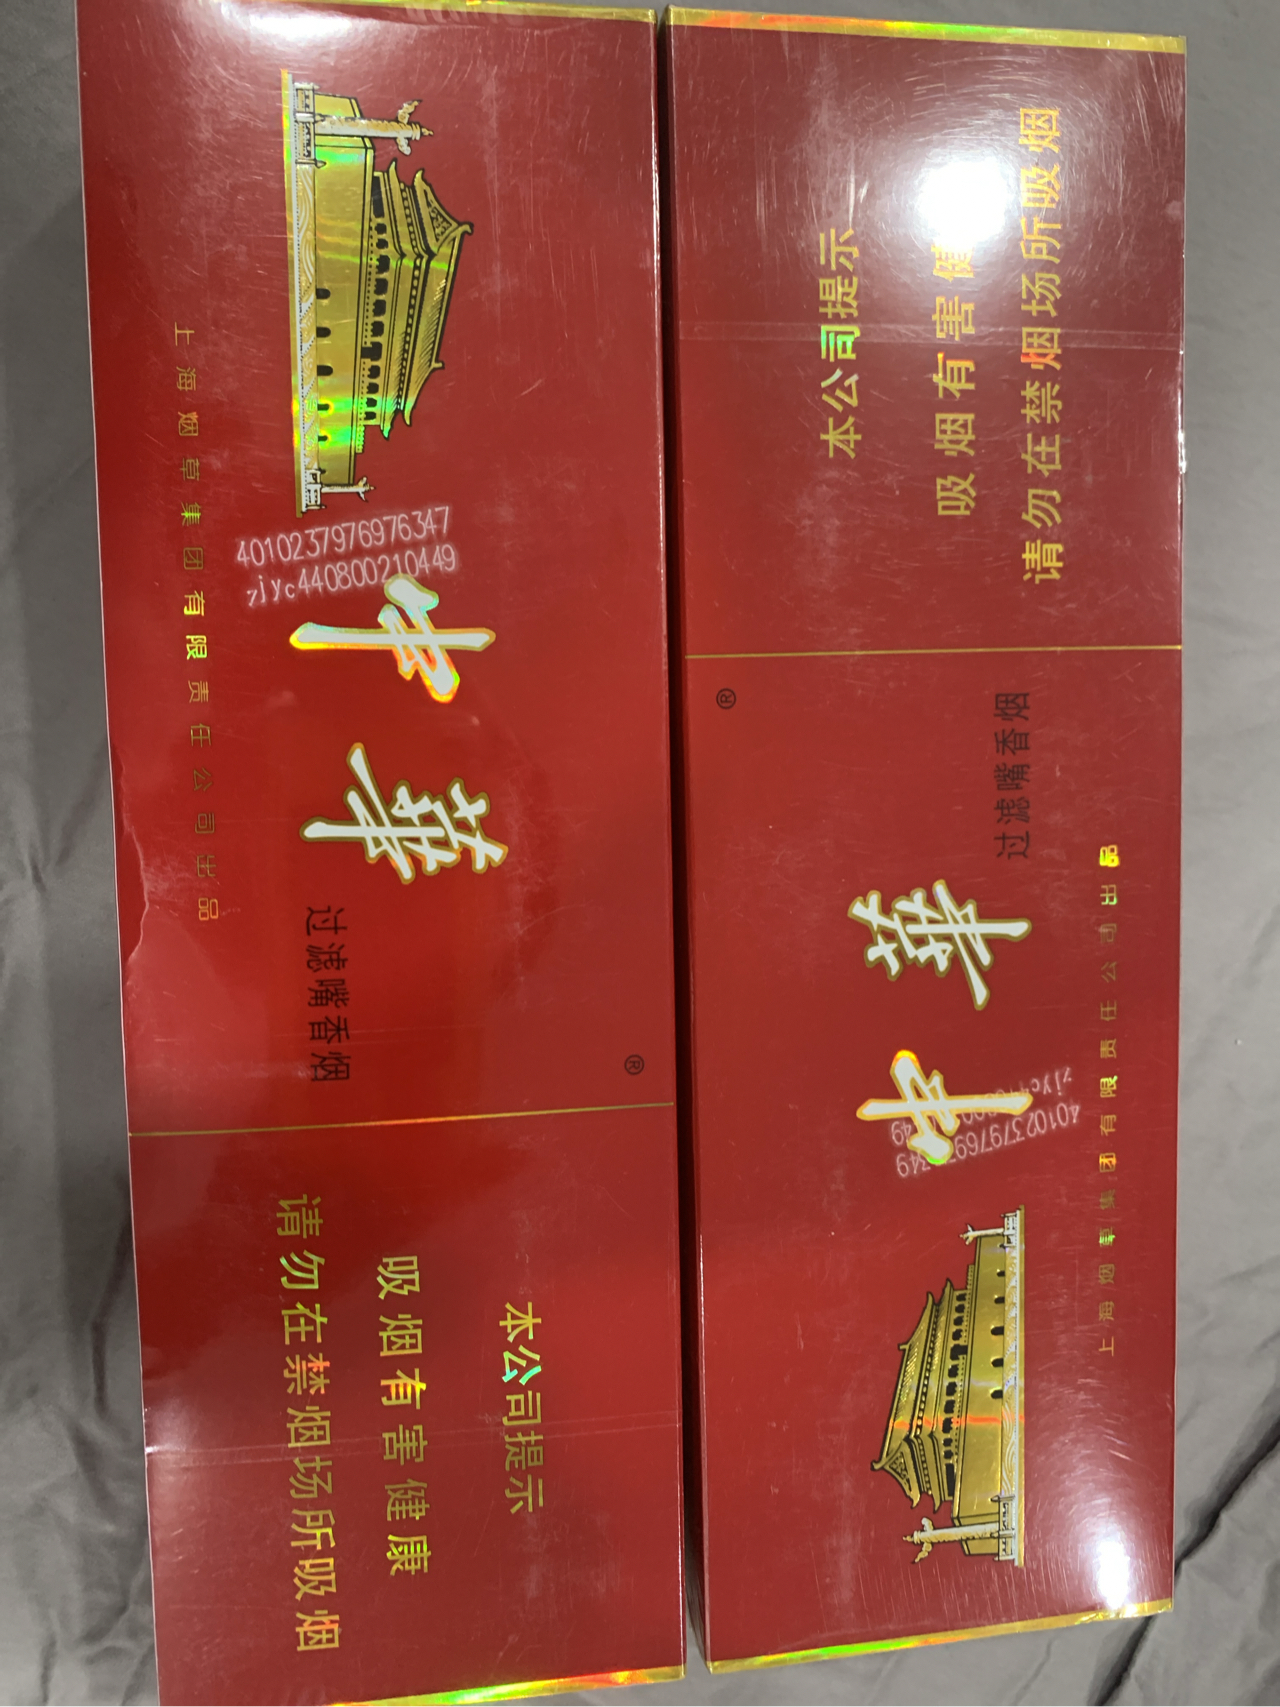 上海烟草集团有限责任公司出品
4010237976976347
zjyc440800210449
中華
过滤嘴香烟
®
本公司提示
吸烟有害健康
请勿在禁烟场所吸烟
本公司提示
吸烟有害健
请勿在禁烟场所吸烟
®
中華
过滤嘴香烟
上海烟草集团有限责任公司出品